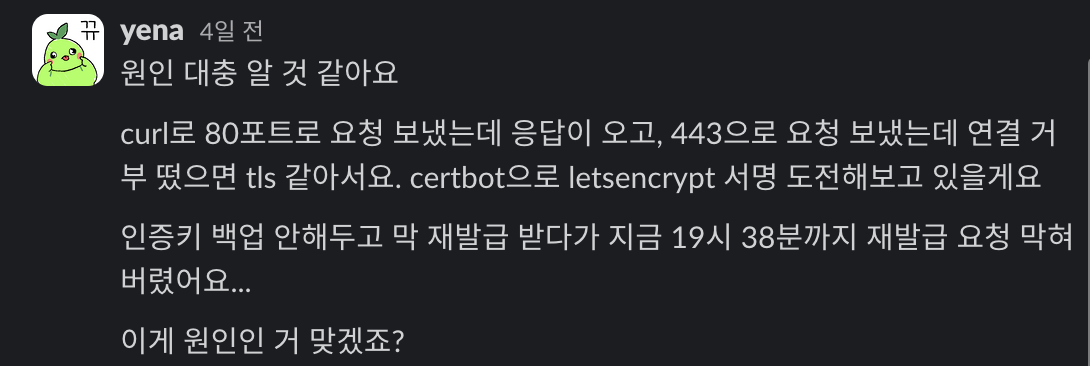 뀨
yena 4일 전
원인 대충 알 것 같아요
curl로 80포트로 요청 보냈는데 응답이 오고, 443으로 요청 보냈는데 연결 거
부 떴으면 tls 같아서요. certbot으로 letsencrypt 서명 도전해보고 있을게요
인증키 백업 안해두고 막 재발급 받다가 지금 19시 38분까지 재발급 요청 막혀
버렸어요...
이게 원인인 거 맞겠죠?